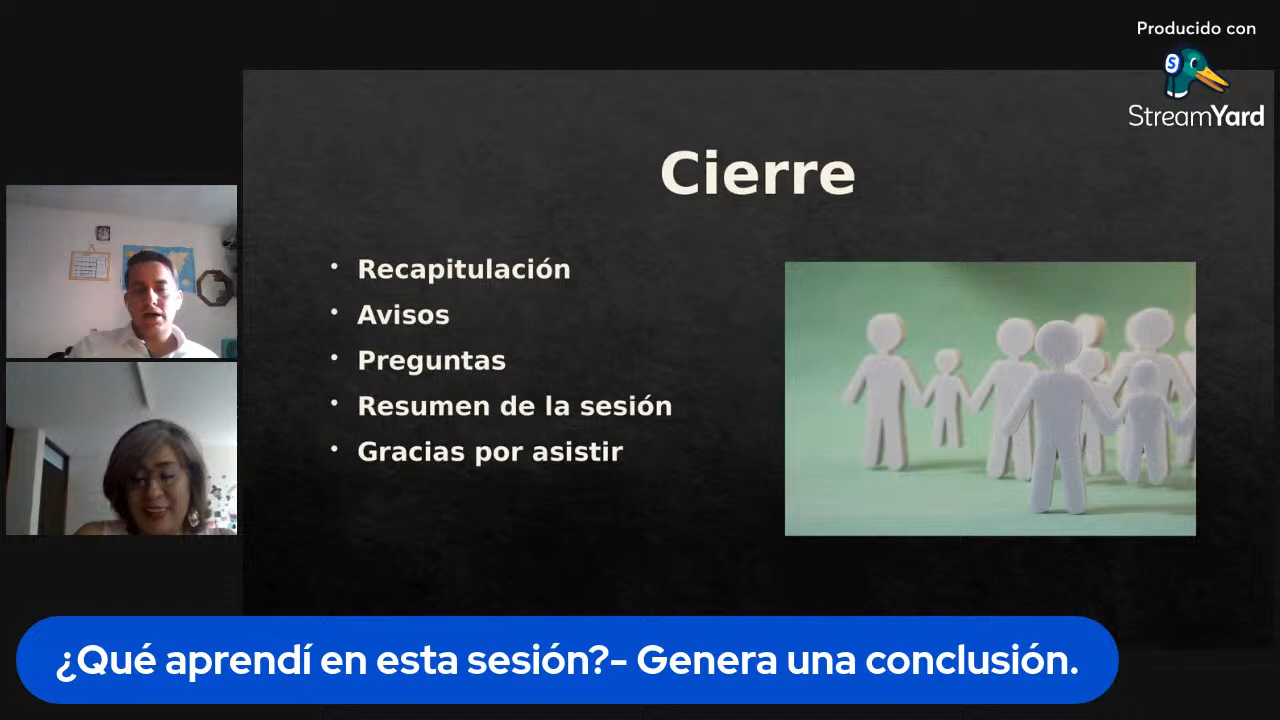 Producido con
StreamYard
Cierre
• Recapitulación
• Avisos
• Preguntas
• Resumen de la sesión
• Gracias por asistir
¿Qué aprendí en esta sesión?- Genera una conclusión.